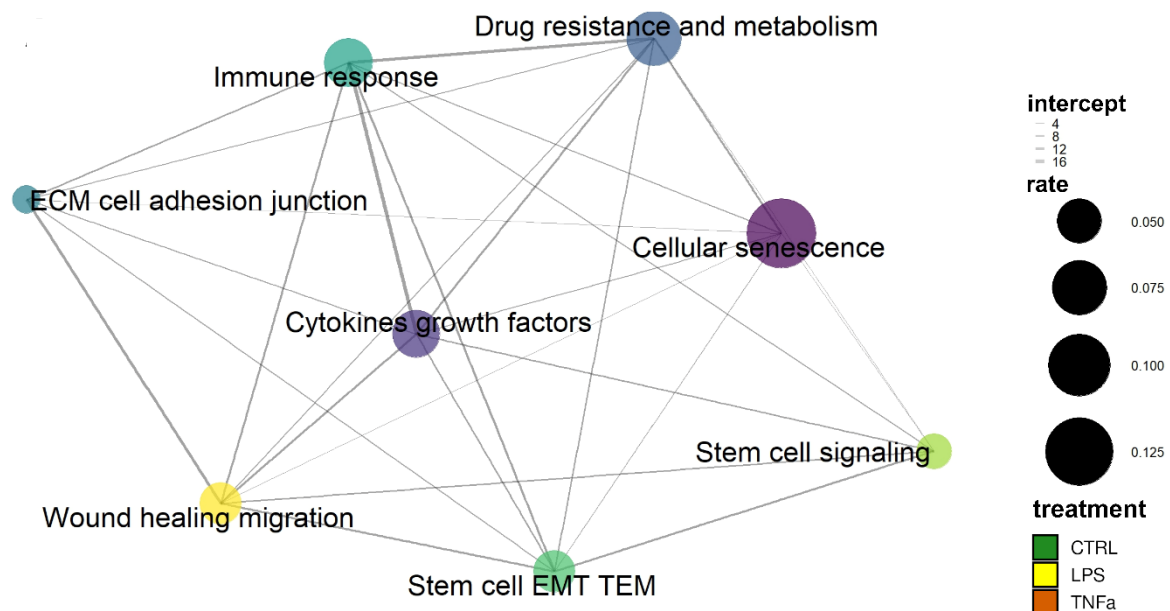 Drug resistance and metabolism
Immune response
ECM cell adhesion junction
Cellular senescence
Cytokines growth factors
Stem cell signaling
Wound healing migration
Stem cell EMT TEM
intercept
4
8
12
16
rate
0.050
0.075
0.100
0.125
treatment
CTRL
LPS
TNFa